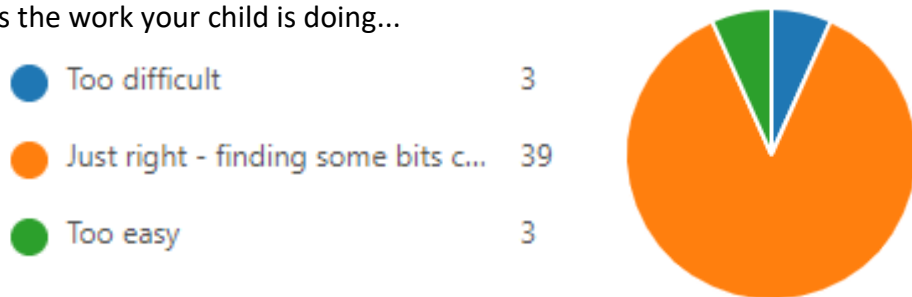 s the work your child is doing...
Too difficult 3
Just right - finding some bits c... 39
Too easy 3